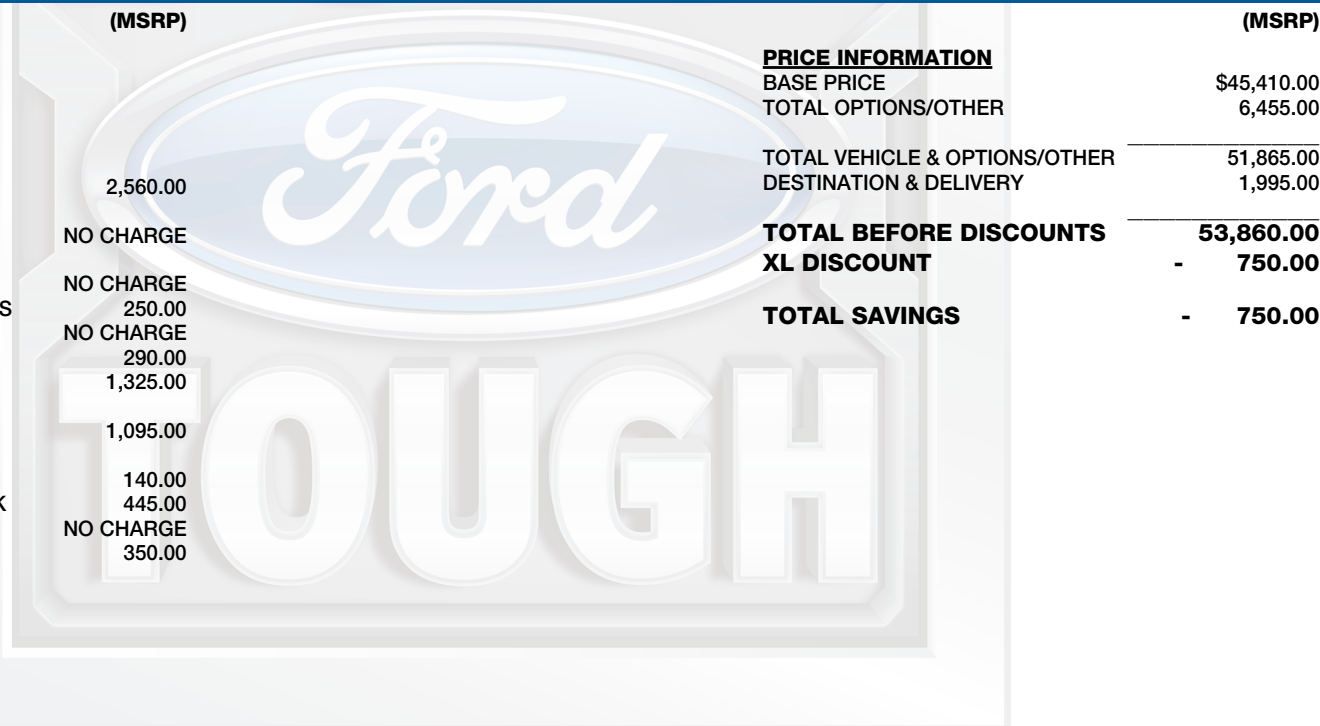 (MSRP)
2,560.00
NO CHARGE
NO CHARGE
S 250.00
NO CHARGE
290.00
1,325.00
1,095.00
140.00
K 445.00
NO CHARGE
350.00
(MSRP)
PRICE INFORMATION
BASE PRICE $45,410.00
TOTAL OPTIONS/OTHER 6,455.00
TOTAL VEHICLE & OPTIONS/OTHER 51,865.00
DESTINATION & DELIVERY 1,995.00
TOTAL BEFORE DISCOUNTS 53,860.00
XL DISCOUNT - 750.00
TOTAL SAVINGS - 750.00
Ford
TOUGH